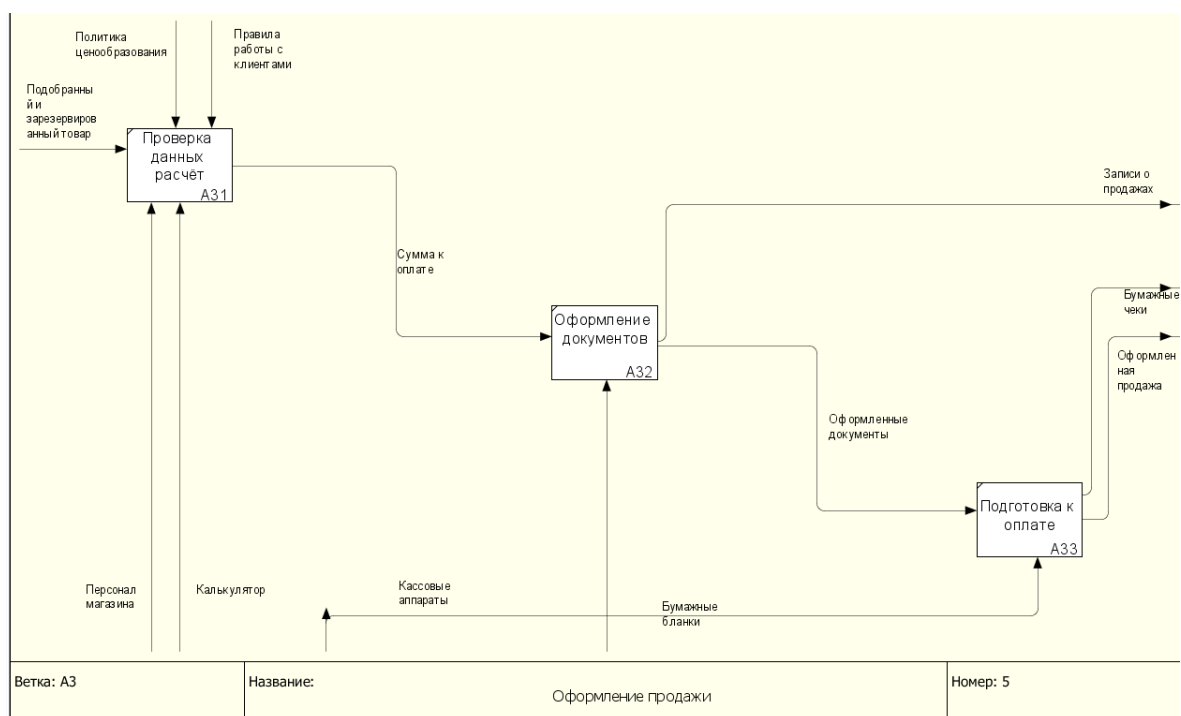 Политика
ценообразования
Правила
работы с
клиентами
Подобранны
й и
зарезервиров
анный товар
Проверка
данных
расчёт
A31
Записи о
продажах
Сумма к
оплате
Бумажные
чеки
Оформление
документов
A32
Оформлен
ная
продажа
Оформленные
документы
Подготовка к
оплате
A33
Персонал
магазина
Калькулятор
Кассовые
аппараты
Бумажные
бланки
Ветка: A3
Название:
Оформление продажи
Номер: 5